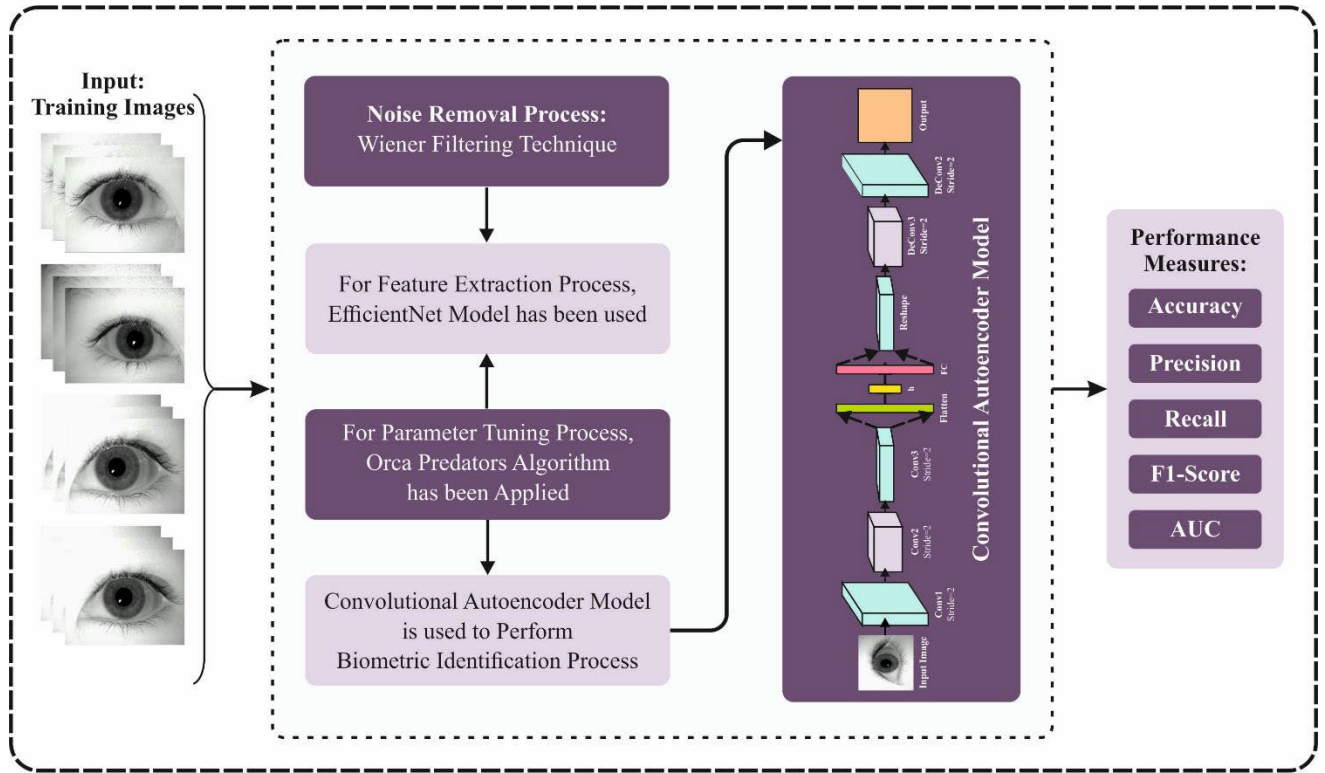 Input:
Training Images
Noise Removal Process:
Wiener Filtering Technique
For Feature Extraction Process,
EfficientNet Model has been used
For Parameter Tuning Process,
Orca Predators Algorithm
has been Applied
Convolutional Autoencoder Model
is used to Perform
Biometric Identification Process
Input Image
Conv1
Stride=2
Conv2
Stride=2
Conv3
Stride=2
Flatten
h
FC
Reshape
DeConv3
Stride=2
DeConv2
Stride=2
Output
Convolutional Autoencoder Model
Performance
Measures:
Accuracy
Precision
Recall
F1-Score
AUC